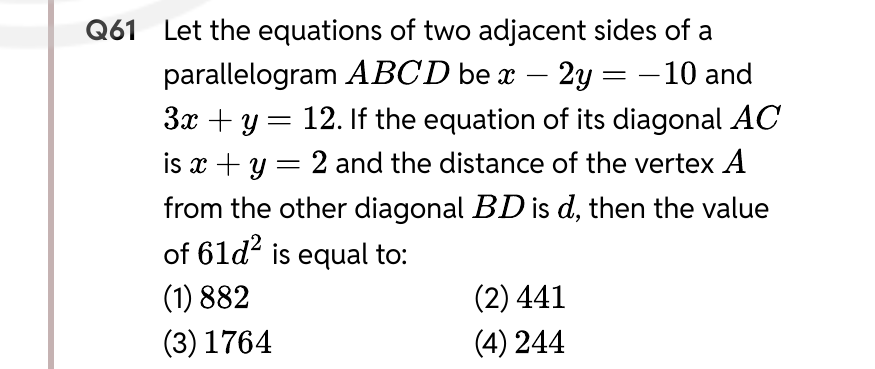 Q61 Let the equations of two adjacent sides of a
parallelogram ABCD be x − 2y = −10 and
3x + y = 12. If the equation of its diagonal AC
is x + y = 2 and the distance of the vertex A
from the other diagonal BD is d, then the value
of 61d² is equal to:
(1) 882 (2) 441
(3) 1764 (4) 244